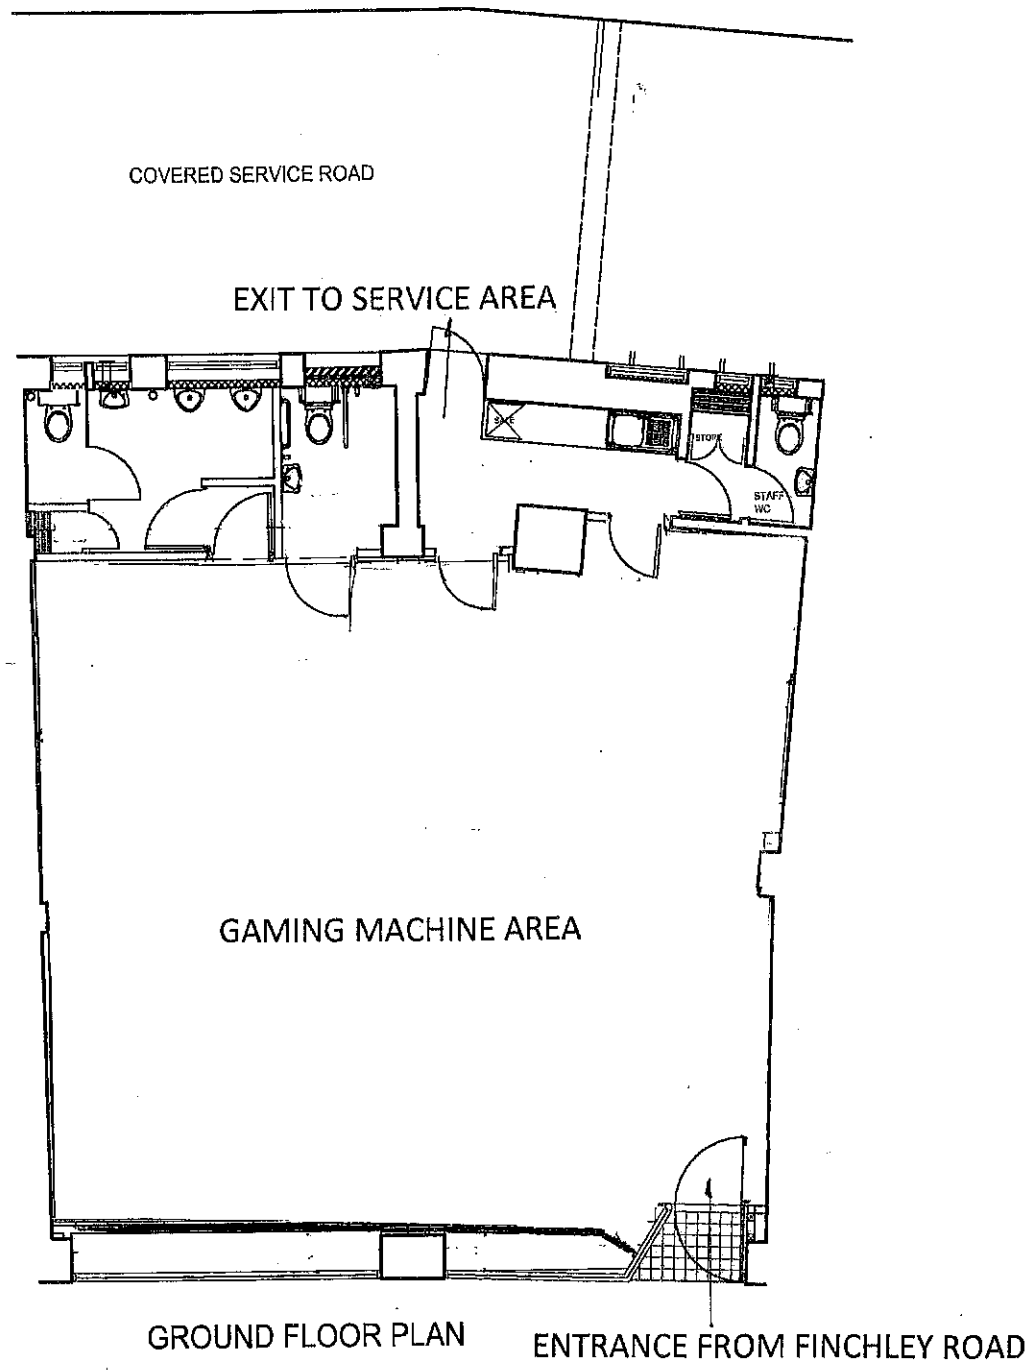 COVERED SERVICE ROAD
EXIT TO SERVICE AREA
SAFE
STORE
STAFF
WC
GAMING MACHINE AREA
GROUND FLOOR PLAN
ENTRANCE FROM FINCHLEY ROAD